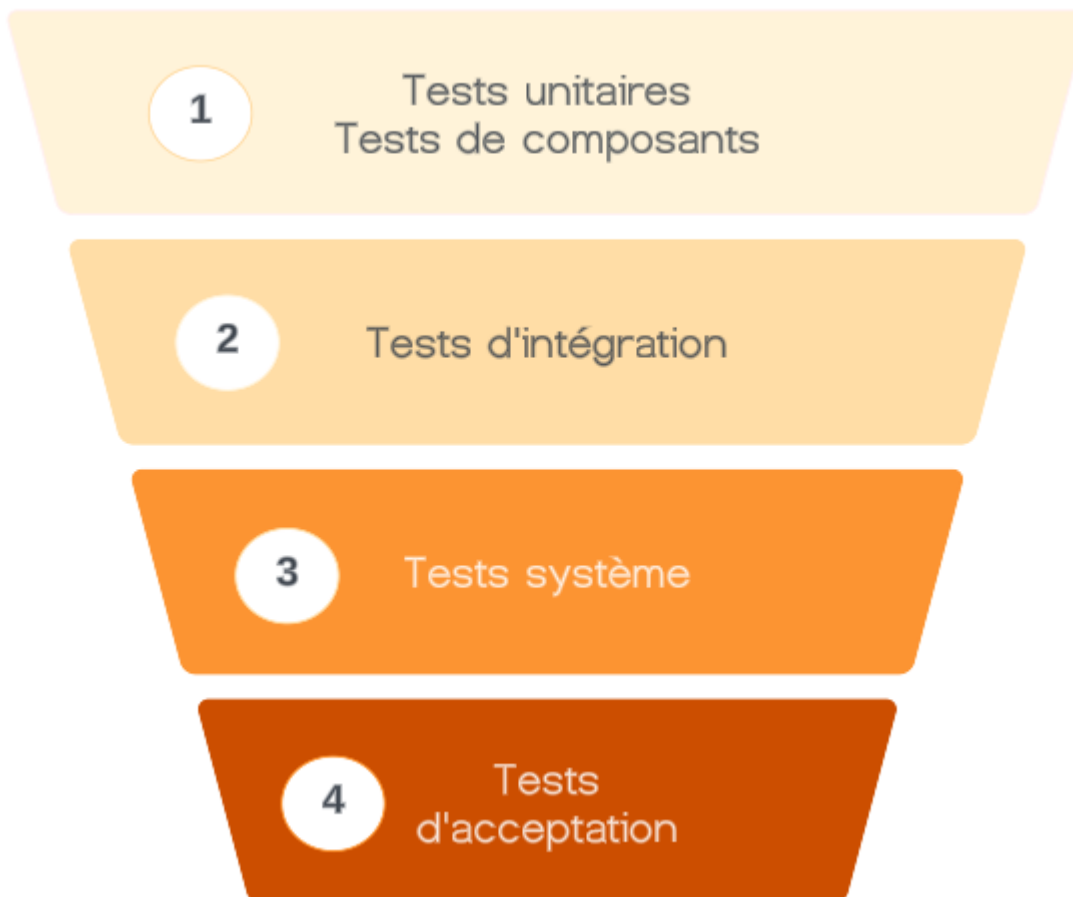 1
Tests unitaires
Tests de composants
2
Tests d'intégration
3
Tests système
4
Tests
d'acceptation